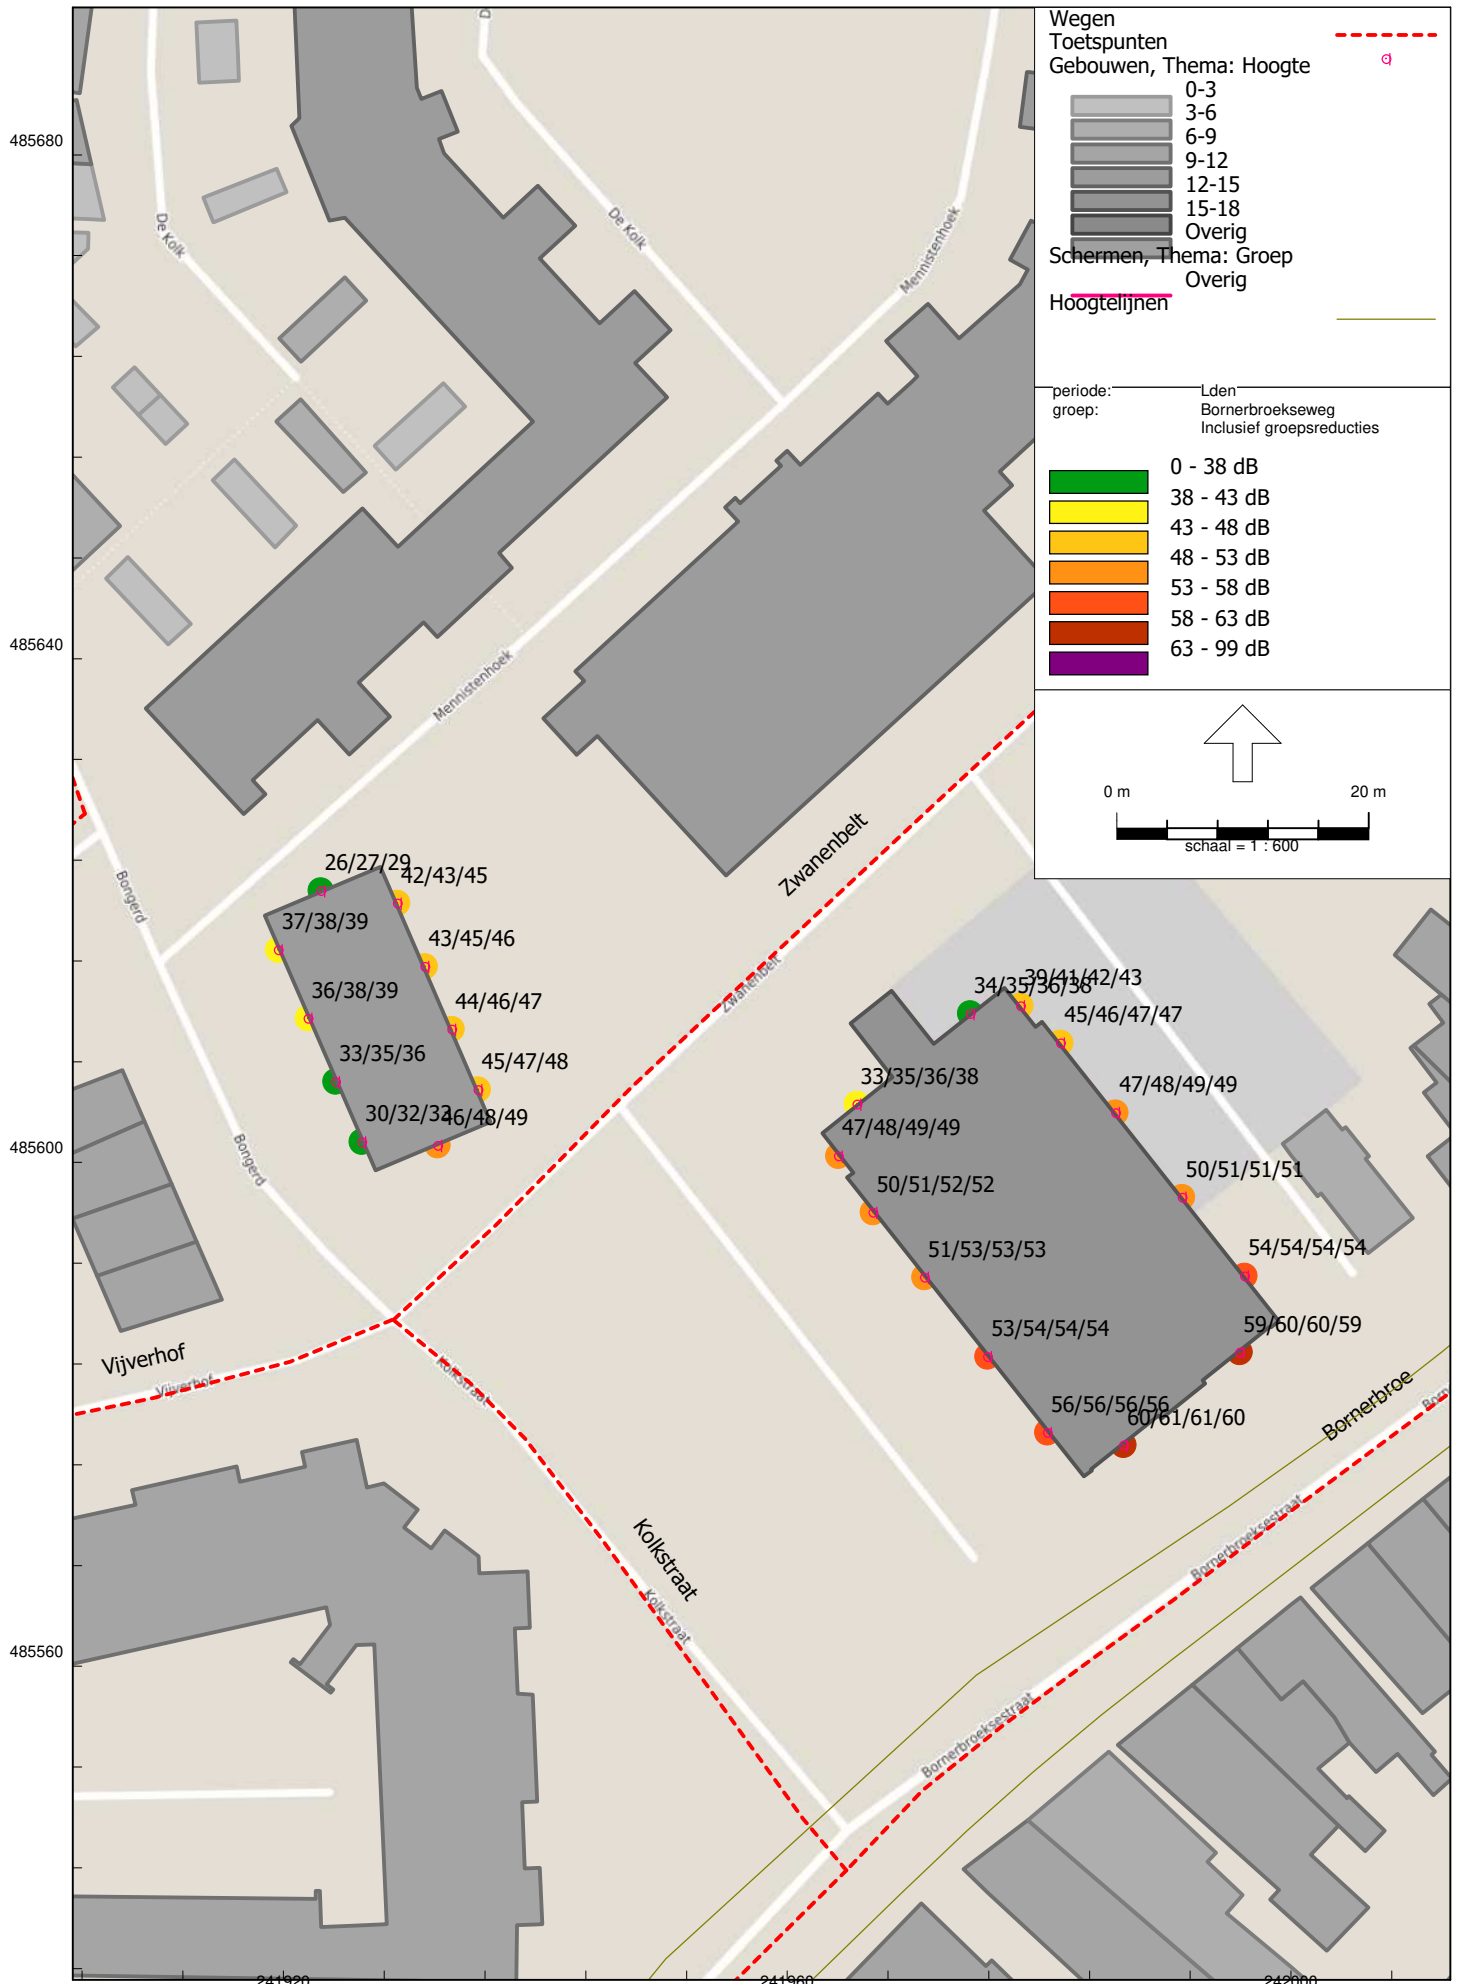 Wegen
Toetspunten
Gebouwen, Thema: Hoogte
0-3
3-6
6-9
9-12
12-15
15-18
Overig
Schermen, Thema: Groep
Overig
Hoogtelijnen
periode: Lden
groep: Bornerbroekseweg
Inclusief groepsreducties
0 - 38 dB
38 - 43 dB
43 - 48 dB
48 - 53 dB
53 - 58 dB
58 - 63 dB
63 - 99 dB
0 m 20 m
schaal = 1 : 600
485680
485640
485600
485560
241920
241960
242000
D
De Kolk
De Kolk
Mennistenhoek
Mennistenhoek
Bongerd
Bongerd
Zwanenbelt
Zwanenbelt
Vijverhof
Vijverhof
Kolkstraat
Kolkstraat
Kolkstraat
Bornerbroe
Born
Bornerbroeksestraat
Bornerbroeksestraat
26/27/29
42/43/45
37/38/39
43/45/46
36/38/39
44/46/47
33/35/36
45/47/48
30/32/33
46/48/49
34/35/36/38
39/41/42/43
45/46/47/47
33/35/36/38
47/48/49/49
47/48/49/49
50/51/52/52
50/51/51/51
51/53/53/53
54/54/54/54
53/54/54/54
59/60/60/59
56/56/56/56
60/61/61/60